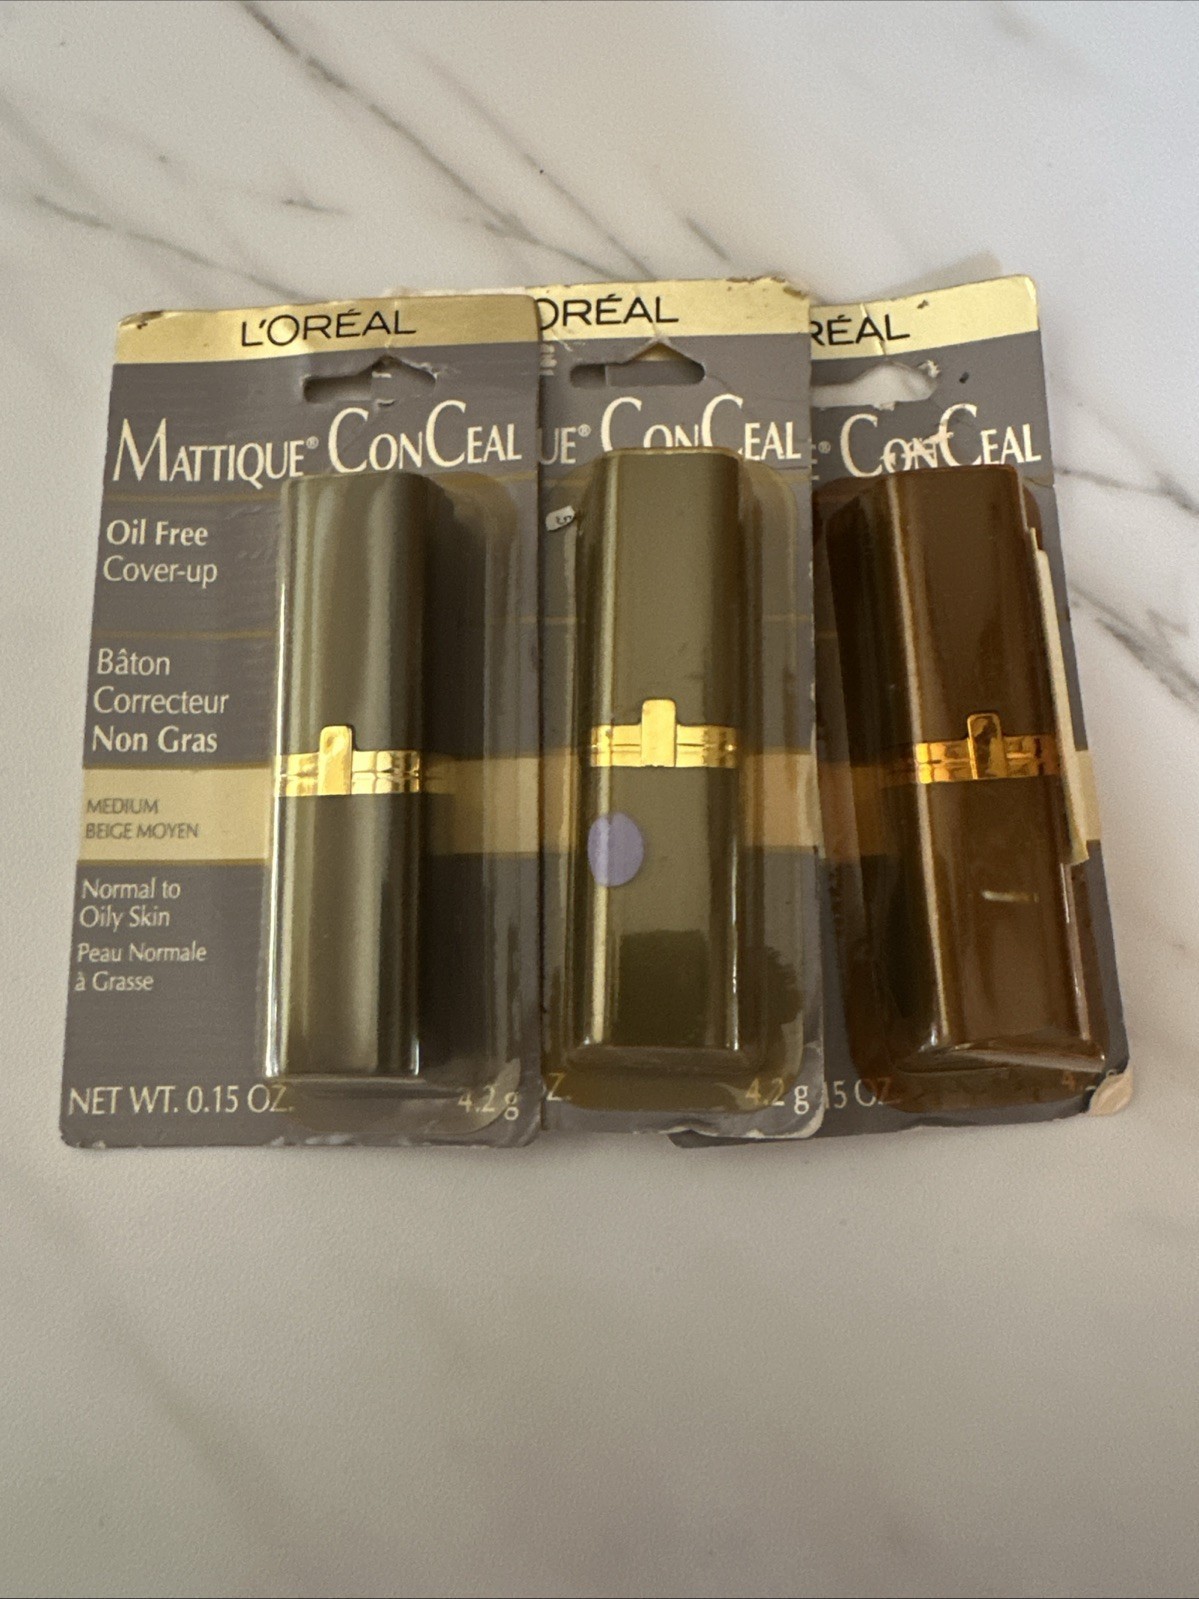 L'ORÉAL
MATTIQUE® CONCEAL
Oil Free
Cover-up
Bâton
Correcteur
Non Gras
MEDIUM
BEIGE MOYEN
Normal to
Oily Skin
Peau Normale
à Grasse
NET WT. 0.15 OZ.
4.2 g
ORÉAL
UE® CONCEAL
Z.
4.2 g
RÉAL
® CONCEAL
15 OZ.